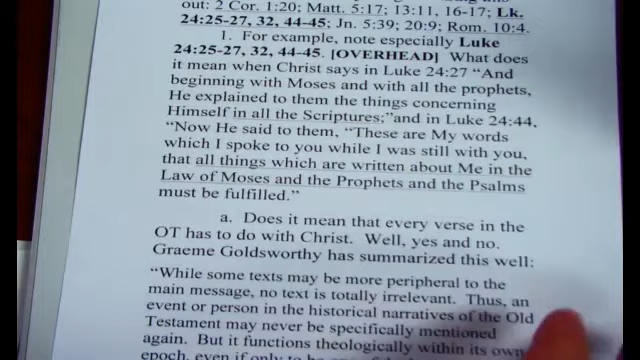 out: 2 Cor. 1:20; Matt. 5:17; 13:11, 16-17; Lk.
24:25-27, 32, 44-45; Jn. 5:39; 20:9; Rom. 10:4.
1. For example, note especially Luke
24:25-27, 32, 44-45. [OVERHEAD] What does
it mean when Christ says in Luke 24:27 “And
beginning with Moses and with all the prophets,
He explained to them the things concerning
Himself in all the Scriptures;”and in Luke 24:44,
“Now He said to them, “These are My words
which I spoke to you while I was still with you,
that all things which are written about Me in the
Law of Moses and the Prophets and the Psalms
must be fulfilled.”
a. Does it mean that every verse in the
OT has to do with Christ. Well, yes and no.
Graeme Goldsworthy has summarized this well:
“While some texts may be more peripheral to the
main message, no text is totally irrelevant. Thus, an
event or person in the historical narratives of the Old
Testament may never be specifically mentioned
again. But it functions theologically within its own
epoch, even if only to be